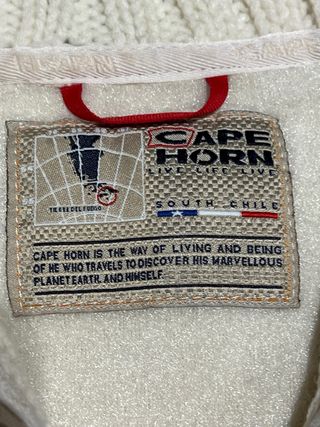 CAPE
HORN
LIVE LIFE LIVE
SOUTH CHILE
TIERRA DEL FUEGO
CAPE HORN IS THE WAY OF LIVING AND BEING
OF HE WHO TRAVELS TO DISCOVER HIS MARVELLOUS
PLANET EARTH, AND HIMSELF.